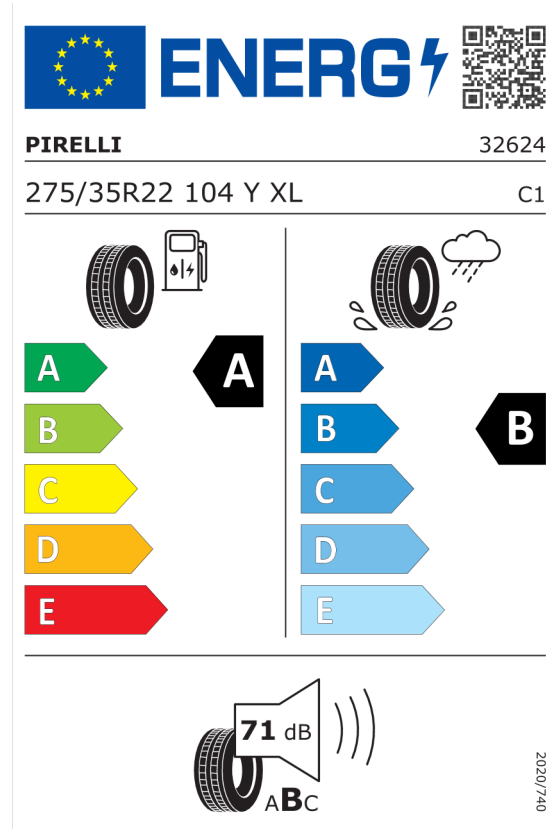 ENERG
PIRELLI 32624
275/35R22 104 Y XL C1
A A
B
C
D
E
A
B B
C
D
E
71 dB
ABC
2020/740